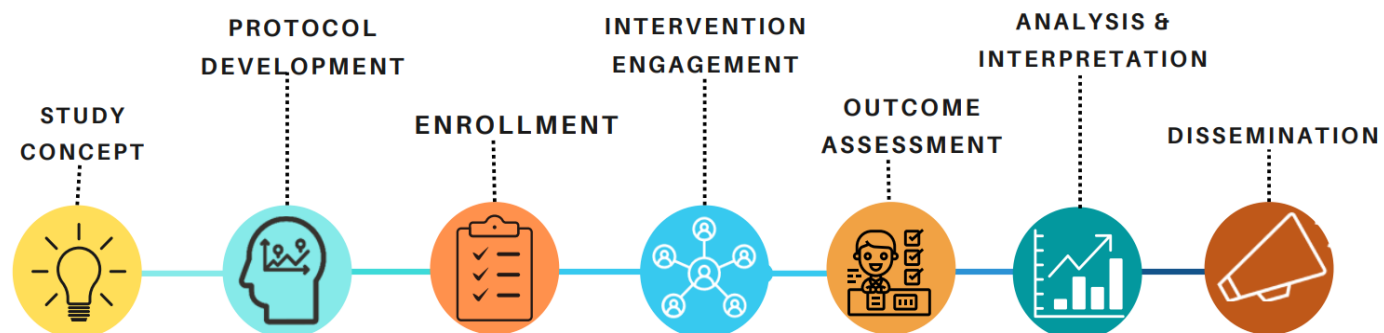 STUDY
CONCEPT
PROTOCOL
DEVELOPMENT
ENROLLMENT
INTERVENTION
ENGAGEMENT
OUTCOME
ASSESSMENT
ANALYSIS &
INTERPRETATION
DISSEMINATION